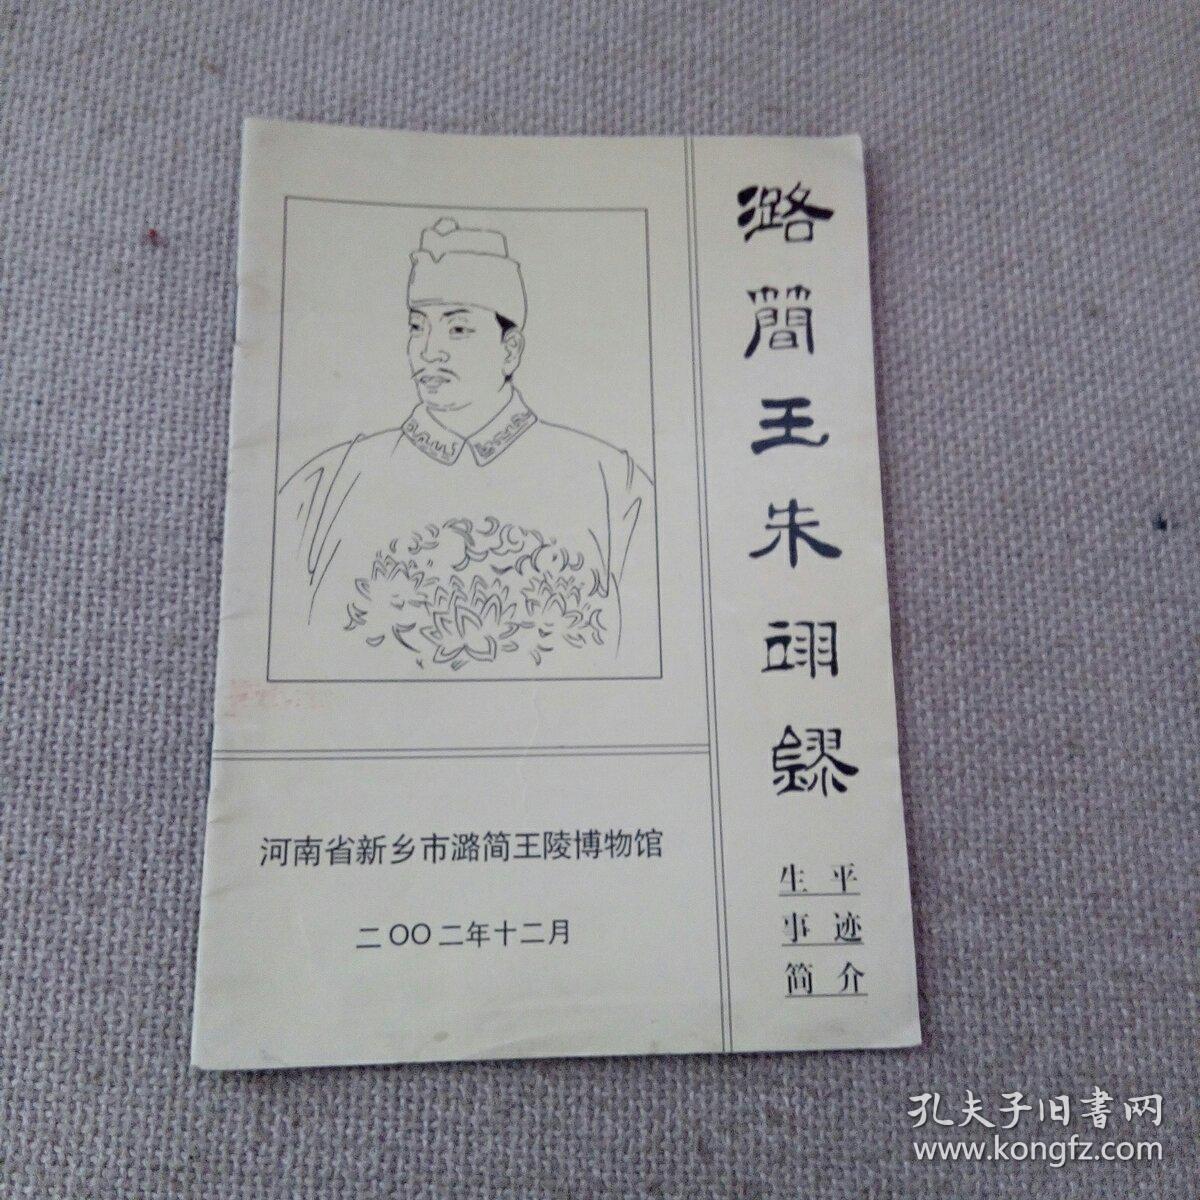 潞簡王朱翊鏐
生平
事迹
简介
河南省新乡市潞简王陵博物馆
二OO二年十二月
孔夫子旧書网
www.kongfz.com